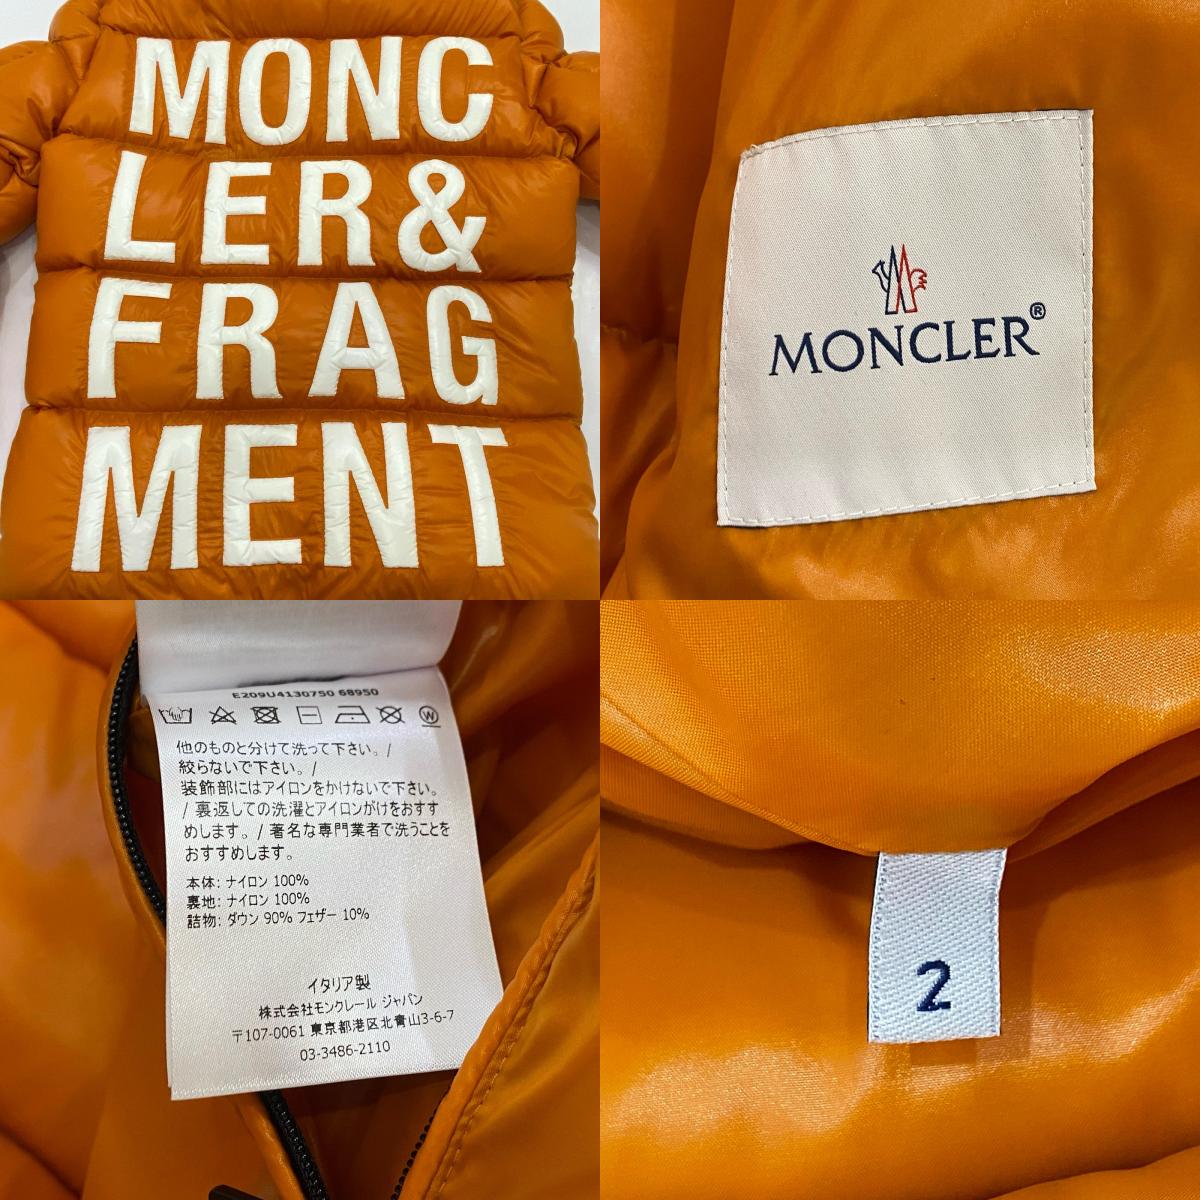 MONC
LER&
FRAG
MENT
MONCLER®
E209U4130750 68950
W
他のものと分けて洗って下さい。/
絞らないで下さい。/
装飾部にはアイロンをかけないで下さい。
/ 裏返しての洗濯とアイロンがけをおすす
めします。/ 著名な専門業者で洗うことを
おすすめします。
本体: ナイロン 100%
裏地: ナイロン 100%
詰物: ダウン 90% フェザー 10%
イタリア製
株式会社モンクレール ジャパン
〒107-0061 東京都港区北青山3-6-7
03-3486-2110
2